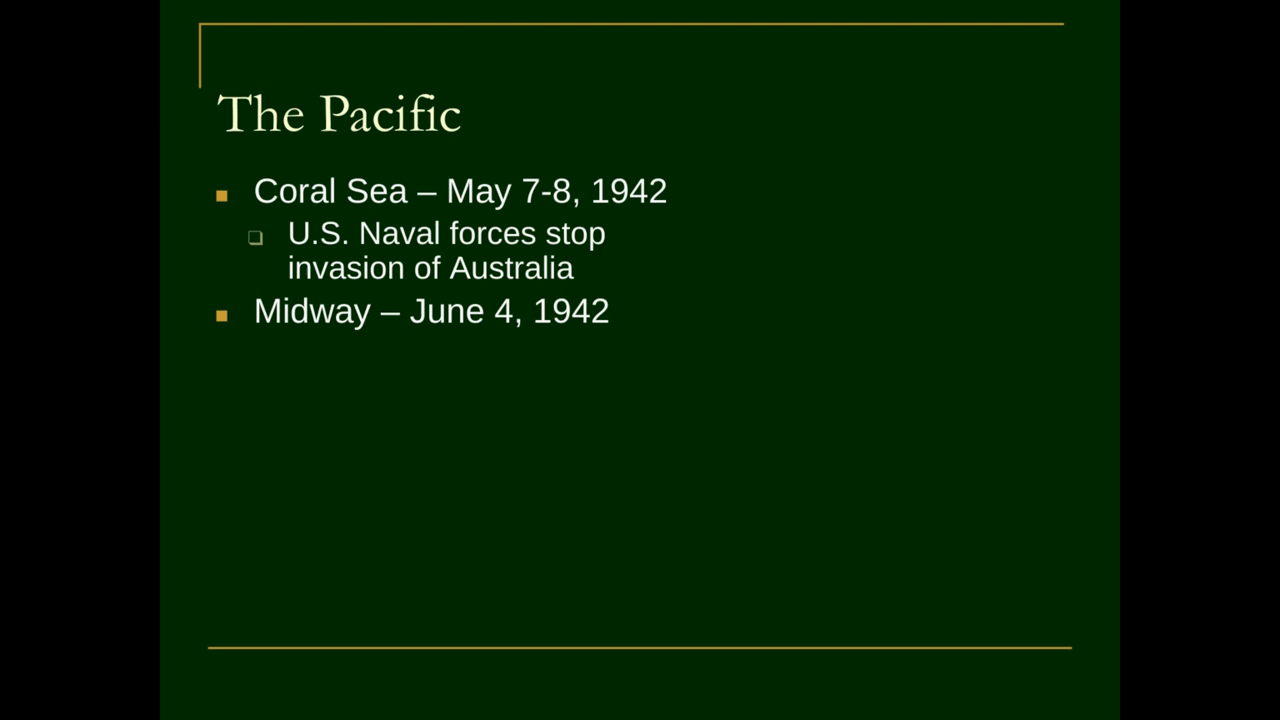 The Pacific
Coral Sea – May 7-8, 1942
U.S. Naval forces stop
invasion of Australia
Midway – June 4, 1942